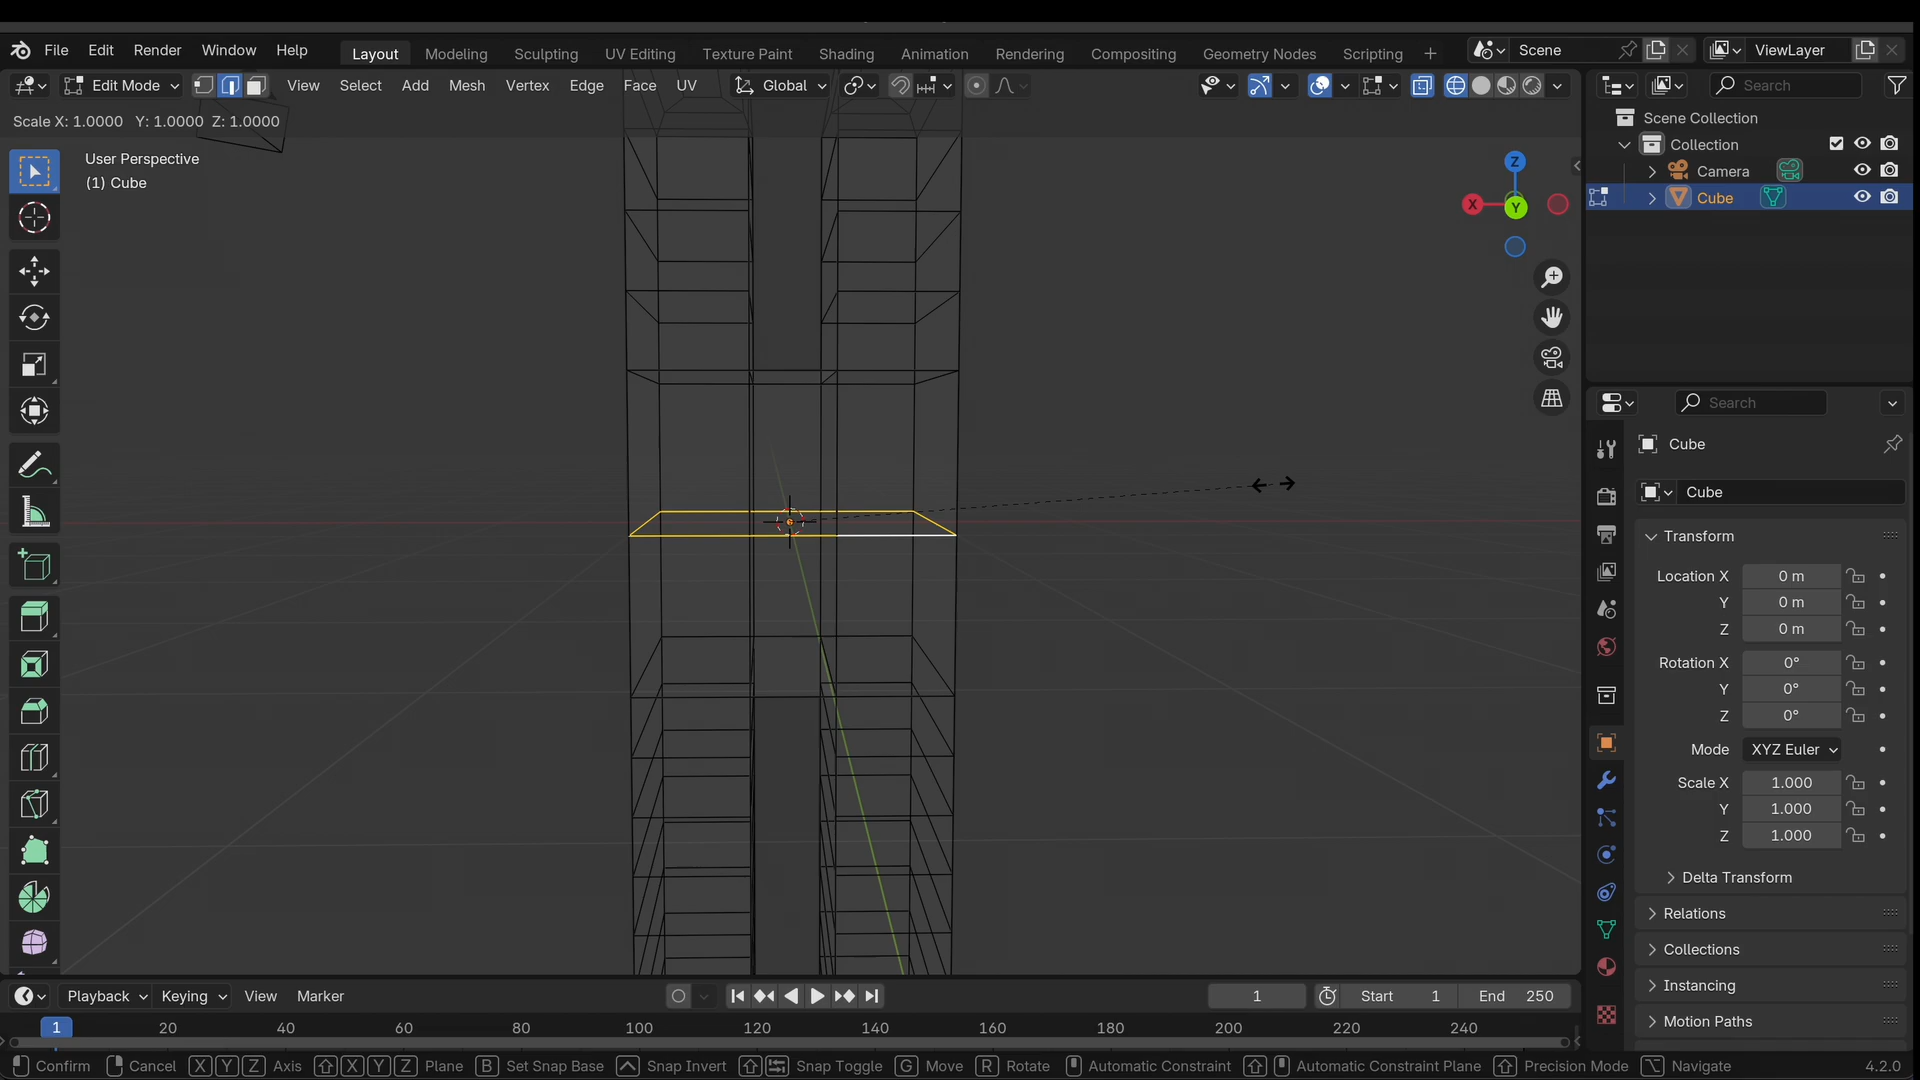 File Edit Render Window Help Layout Modeling Sculpting UV Editing Texture Paint Shading Animation Rendering Compositing Geometry Nodes Scripting + Scene ViewLayer
Edit Mode View Select Add Mesh Vertex Edge Face UV Global Search
Scale X: 1.0000 Y: 1.0000 Z: 1.0000
User Perspective
(1) Cube
Z
X
Y
Scene Collection
Collection
Camera
Cube
Search
Cube
Cube
Transform
Location X 0 m
Y 0 m
Z 0 m
Rotation X 0°
Y 0°
Z 0°
Mode XYZ Euler
Scale X 1.000
Y 1.000
Z 1.000
Delta Transform
Relations
Collections
Instancing
Motion Paths
Playback Keying View Marker 1 Start 1 End 250
1 20 40 60 80 100 120 140 160 180 200 220 240
Confirm Cancel X Y Z Axis X Y Z Plane B Set Snap Base Snap Invert Snap Toggle G Move R Rotate Automatic Constraint Automatic Constraint Plane Precision Mode Navigate 4.2.0